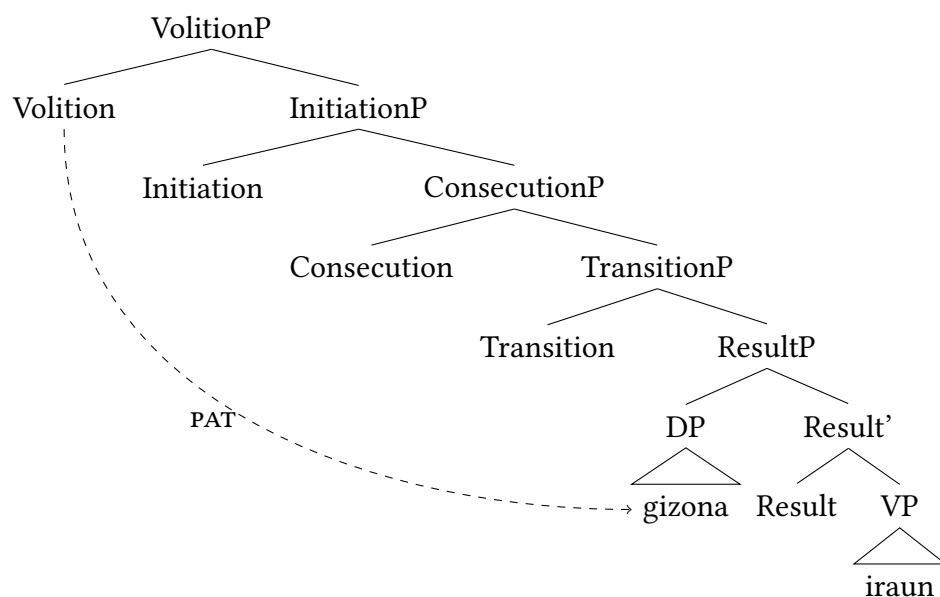 VolitionP
Volition InitiationP
Initiation ConsecutionP
Consecution TransitionP
Transition ResultP
PAT DP Result’
gizona Result VP
iraun